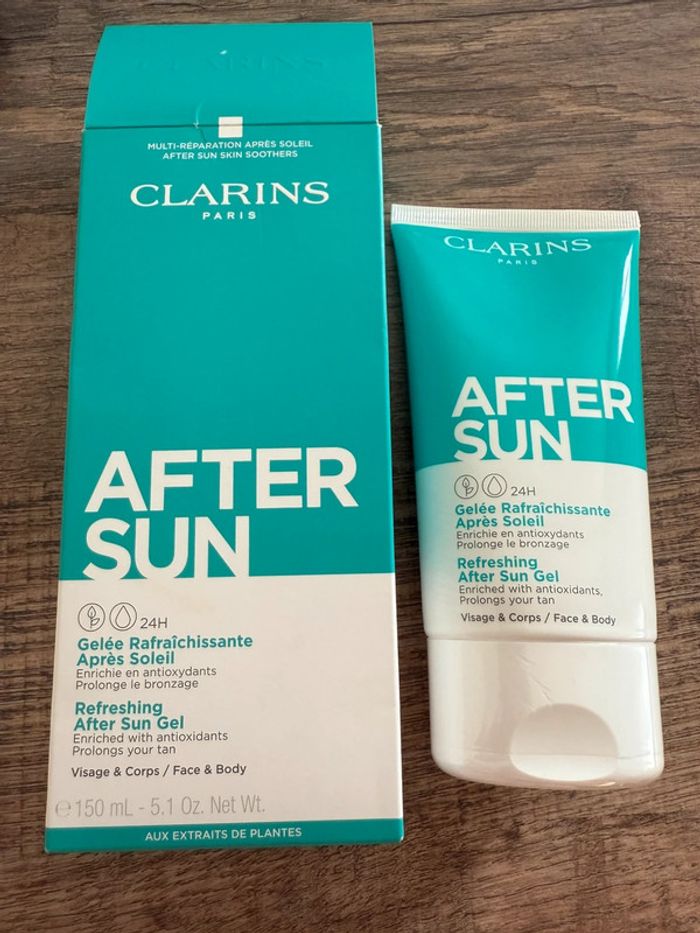 CLARINS
MULTI-RÉPARATION APRÈS SOLEIL
AFTER SUN SKIN SOOTHERS
CLARINS
PARIS
AFTER
SUN
24H
Gelée Rafraîchissante
Après Soleil
Enrichie en antioxydants
Prolonge le bronzage
Refreshing
After Sun Gel
Enriched with antioxidants
Prolongs your tan
Visage & Corps / Face & Body
℮ 150 mL - 5.1 Oz. Net Wt.
AUX EXTRAITS DE PLANTES
CLARINS
PARIS
AFTER
SUN
24H
Gelée Rafraîchissante
Après Soleil
Enrichie en antioxydants
Prolonge le bronzage
Refreshing
After Sun Gel
Enriched with antioxidants,
Prolongs your tan
Visage & Corps / Face & Body